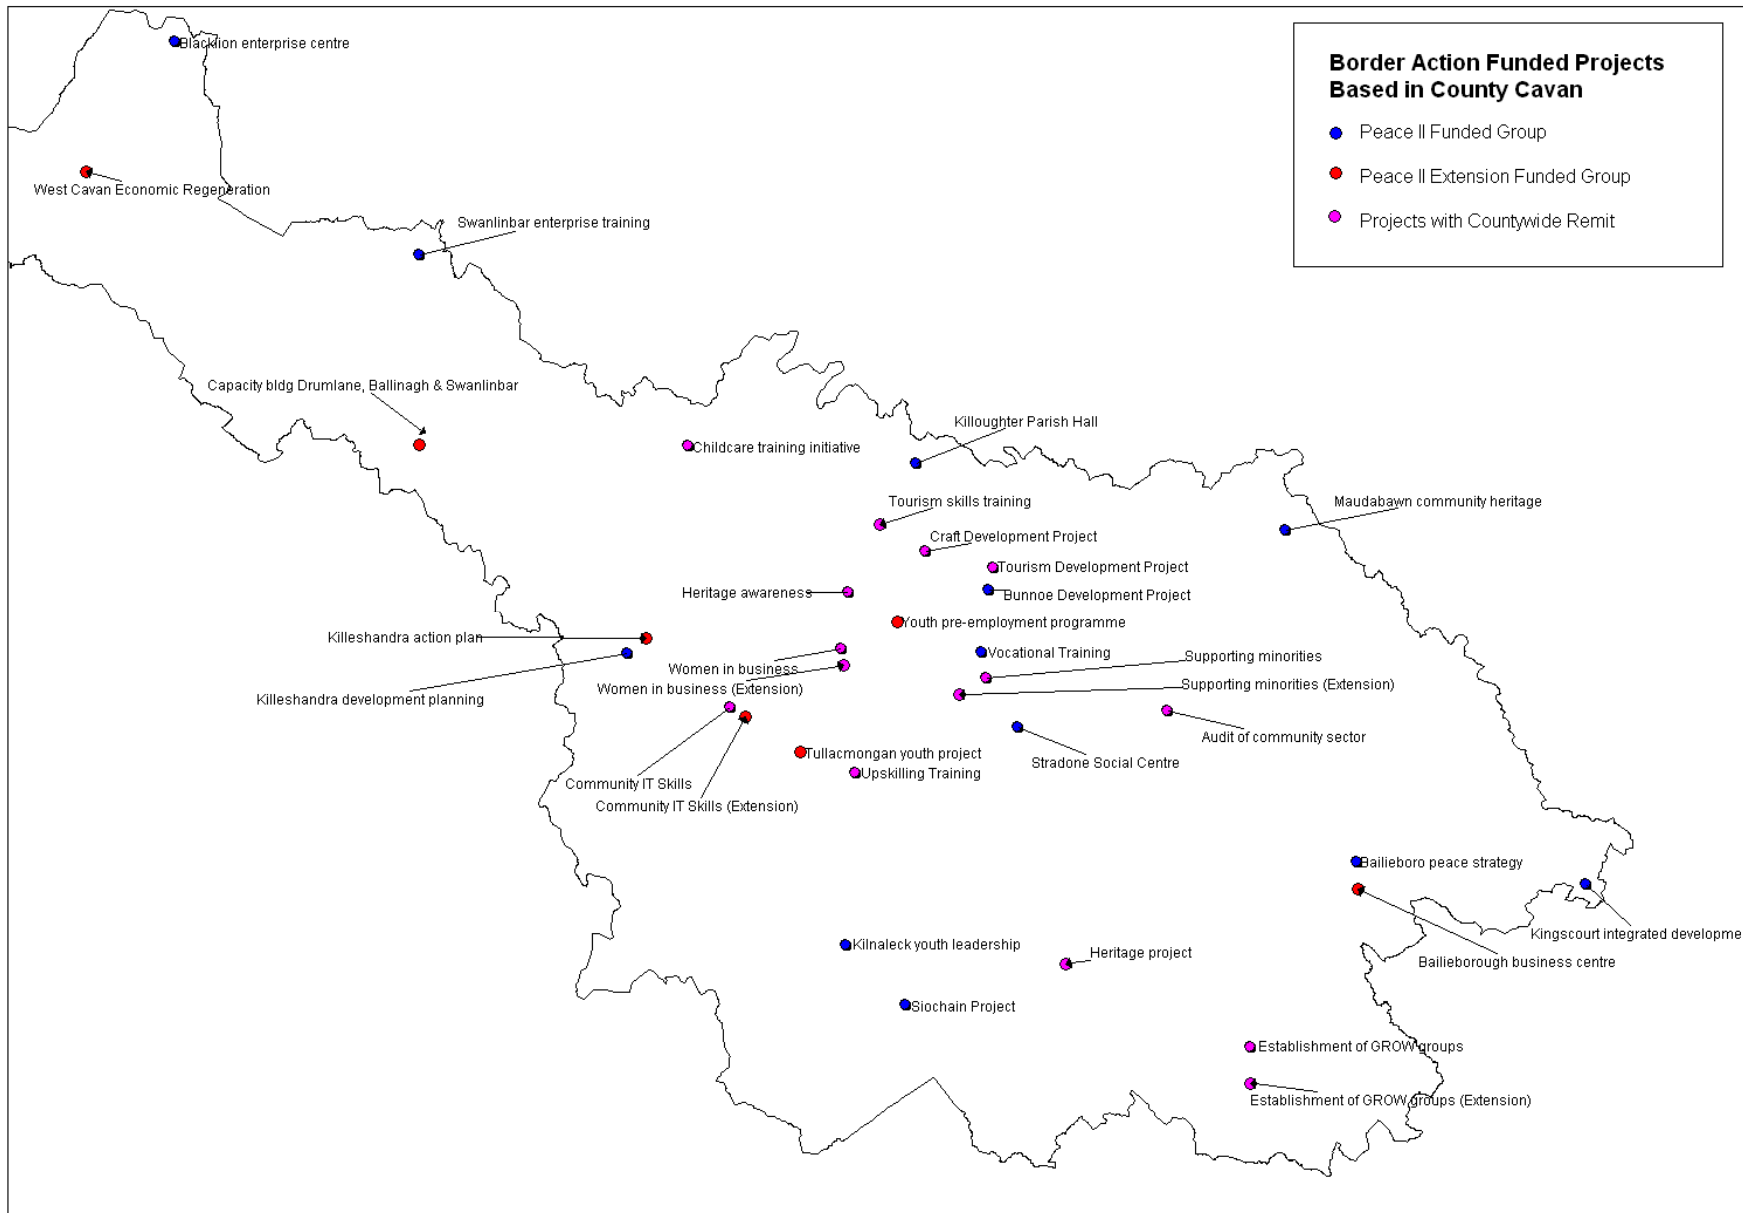 Blacklion enterprise centre
Border Action Funded Projects
Based in County Cavan
Peace II Funded Group
Peace II Extension Funded Group
Projects with Countywide Remit
West Cavan Economic Regeneration
Swanlinbar enterprise training
Capacity bldg Drumlane, Ballinagh & Swanlinbar
Killoughter Parish Hall
Childcare training initiative
Tourism skills training
Maudabawn community heritage
Craft Development Project
Tourism Development Project
Heritage awareness
Bunnoe Development Project
Youth pre-employment programme
Killeshandra action plan
Vocational Training
Supporting minorities
Women in business
Supporting minorities (Extension)
Women in business (Extension)
Killeshandra development planning
Audit of community sector
Tullacmongan youth project
Stradone Social Centre
Upskilling Training
Community IT Skills
Community IT Skills (Extension)
Bailieboro peace strategy
Kingscourt integrated developme
Kilnaleck youth leadership
Heritage project
Bailieborough business centre
Siochain Project
Establishment of GROW groups
Establishment of GROW groups (Extension)